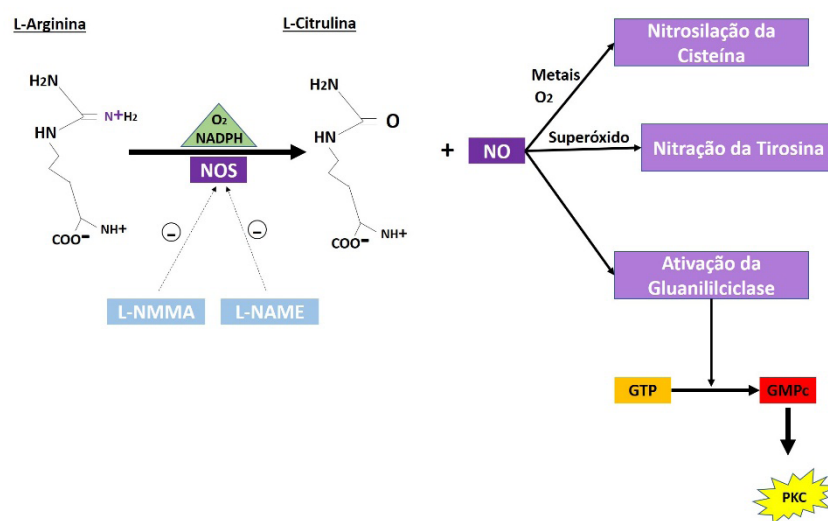 L-Arginina
L-Citrulina
H₂N
N+H₂
HN
COO-
NH+
O₂
NADPH
NOS
L-NMMA
L-NAME
H₂N
O
HN
COO-
NH+
+
NO
Metais
O₂
Superóxido
Nitrosilação da
Cisteína
Nitração da Tirosina
Ativação da
Gluanililciclase
GTP
GMPc
PKC